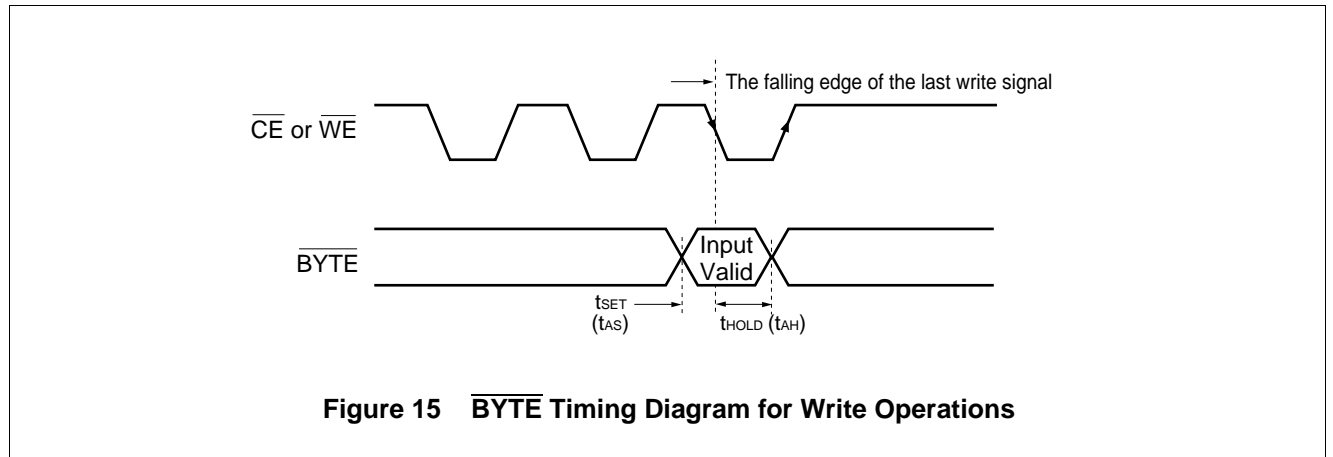 The falling edge of the last write signal
CE or WE
BYTE
Input
Valid
tSET
(tAS)
tHOLD (tAH)
Figure 15 BYTE Timing Diagram for Write Operations